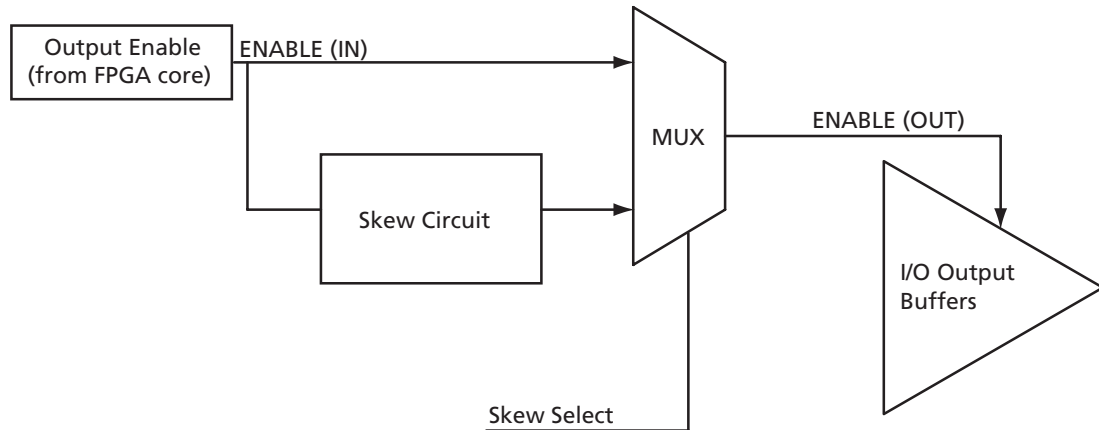 Output Enable
(from FPGA core)
ENABLE (IN)
MUX
ENABLE (OUT)
Skew Circuit
I/O Output
Buffers
Skew Select